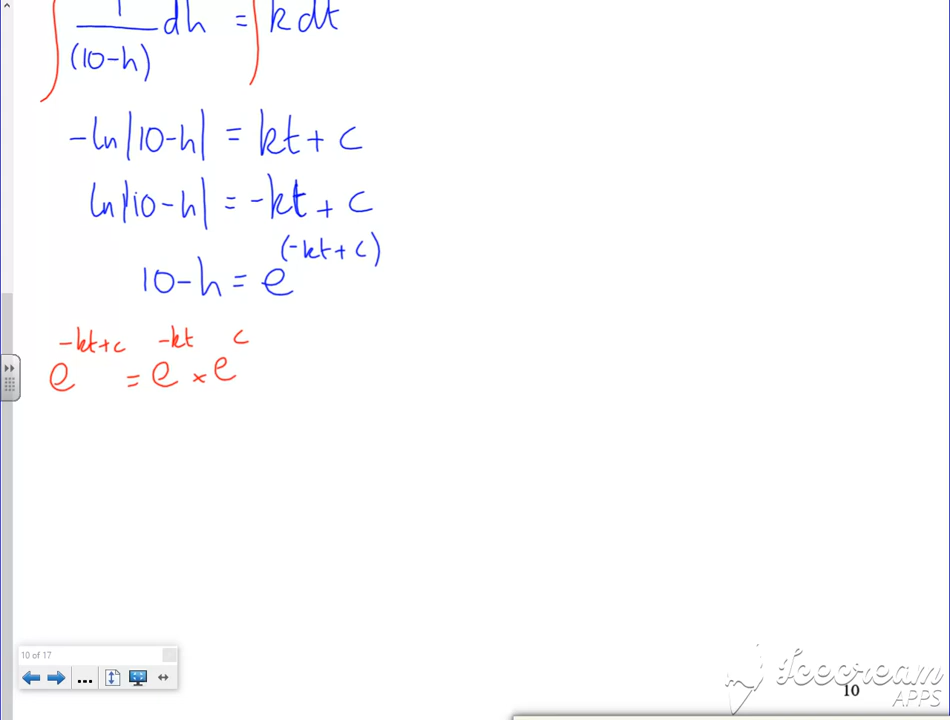 ∫ 1/(10-h) dh = ∫ k dt
-ln|10-h| = kt + c
ln|10-h| = -kt + c
10-h = e^(-kt+c)
e^-kt+c = e^-kt × e^c
10 of 17
...
Icecream
APPS
10